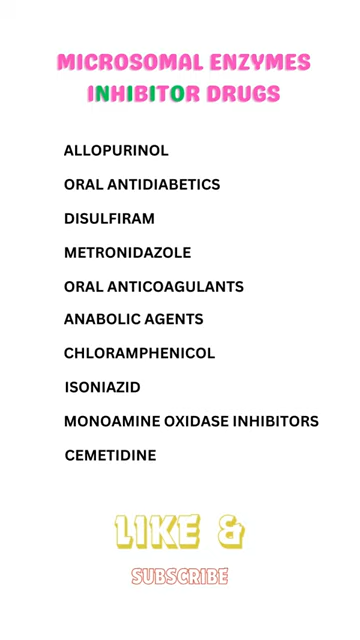 MICROSOMAL ENZYMES
INHIBITOR DRUGS
ALLOPURINOL
ORAL ANTIDIABETICS
DISULFIRAM
METRONIDAZOLE
ORAL ANTICOAGULANTS
ANABOLIC AGENTS
CHLORAMPHENICOL
ISONIAZID
MONOAMINE OXIDASE INHIBITORS
CEMETIDINE
LIKE &
SUBSCRIBE